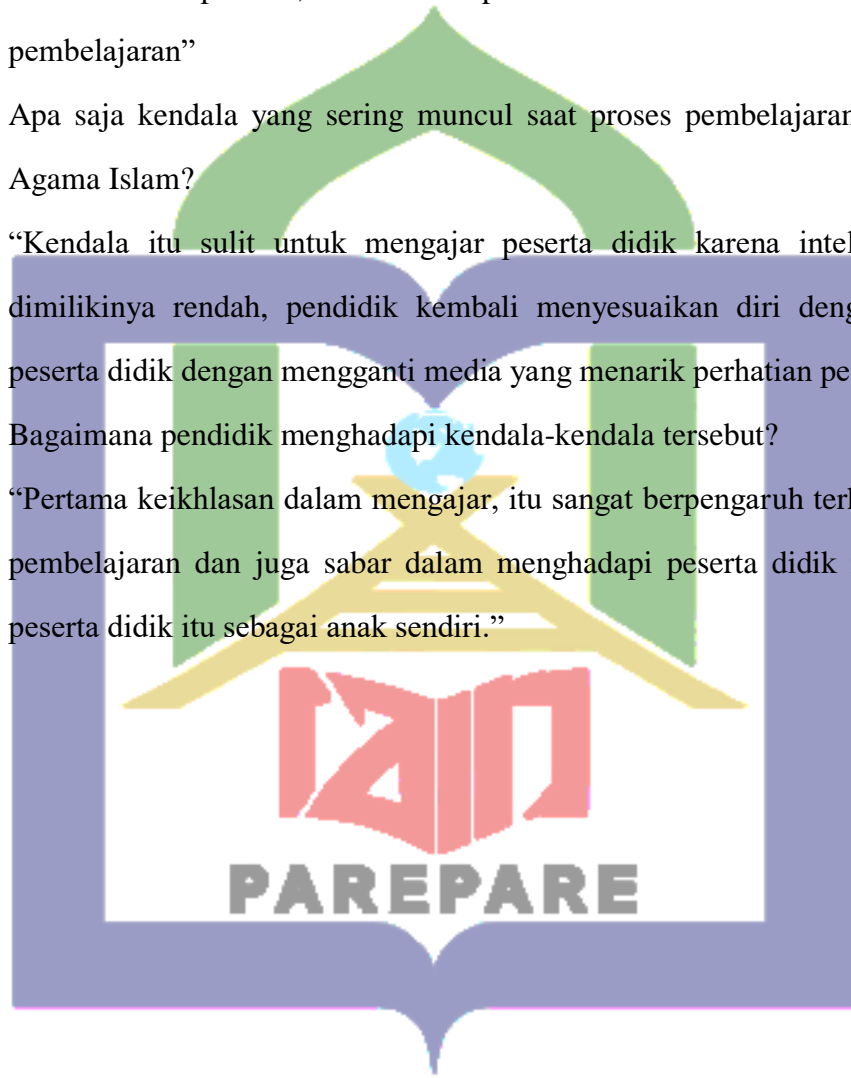 pembelajaran”
Apa saja kendala yang sering muncul saat proses pembelajaran
Agama Islam?
“Kendala itu sulit untuk mengajar peserta didik karena
dimilikinya rendah, pendidik kembali menyesuaikan diri
peserta didik dengan mengganti media yang menarik perhatian
Bagaimana pendidik menghadapi kendala-kendala tersebut?
“Pertama keikhlasan dalam mengajar, itu sangat berpengaruh
pembelajaran dan juga sabar dalam menghadapi peserta didik
peserta didik itu sebagai anak sendiri.”
IAIN
PAREPARE